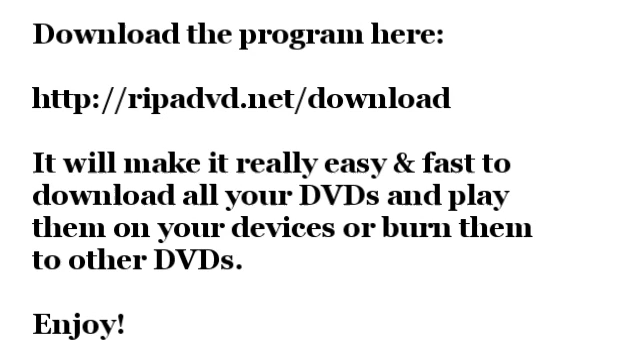 Download the program here:
http://ripadvd.net/download
It will make it really easy & fast to
download all your DVDs and play
them on your devices or burn them
to other DVDs.
Enjoy!